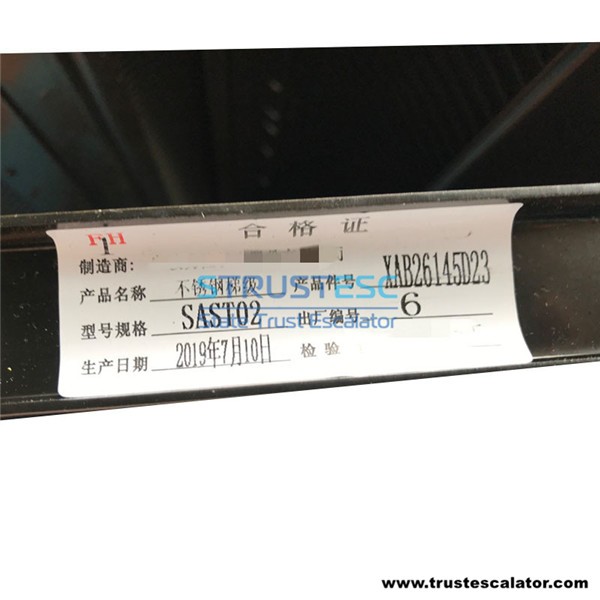 合格证
FH
制造商:
产品名称 不锈钢梯级 产品件号 XAB26145D23
型号规格 SAST02 出厂编号 6
生产日期 2019年7月10日 检验
STRUSTESC
Escalator
www.trustescalator.com